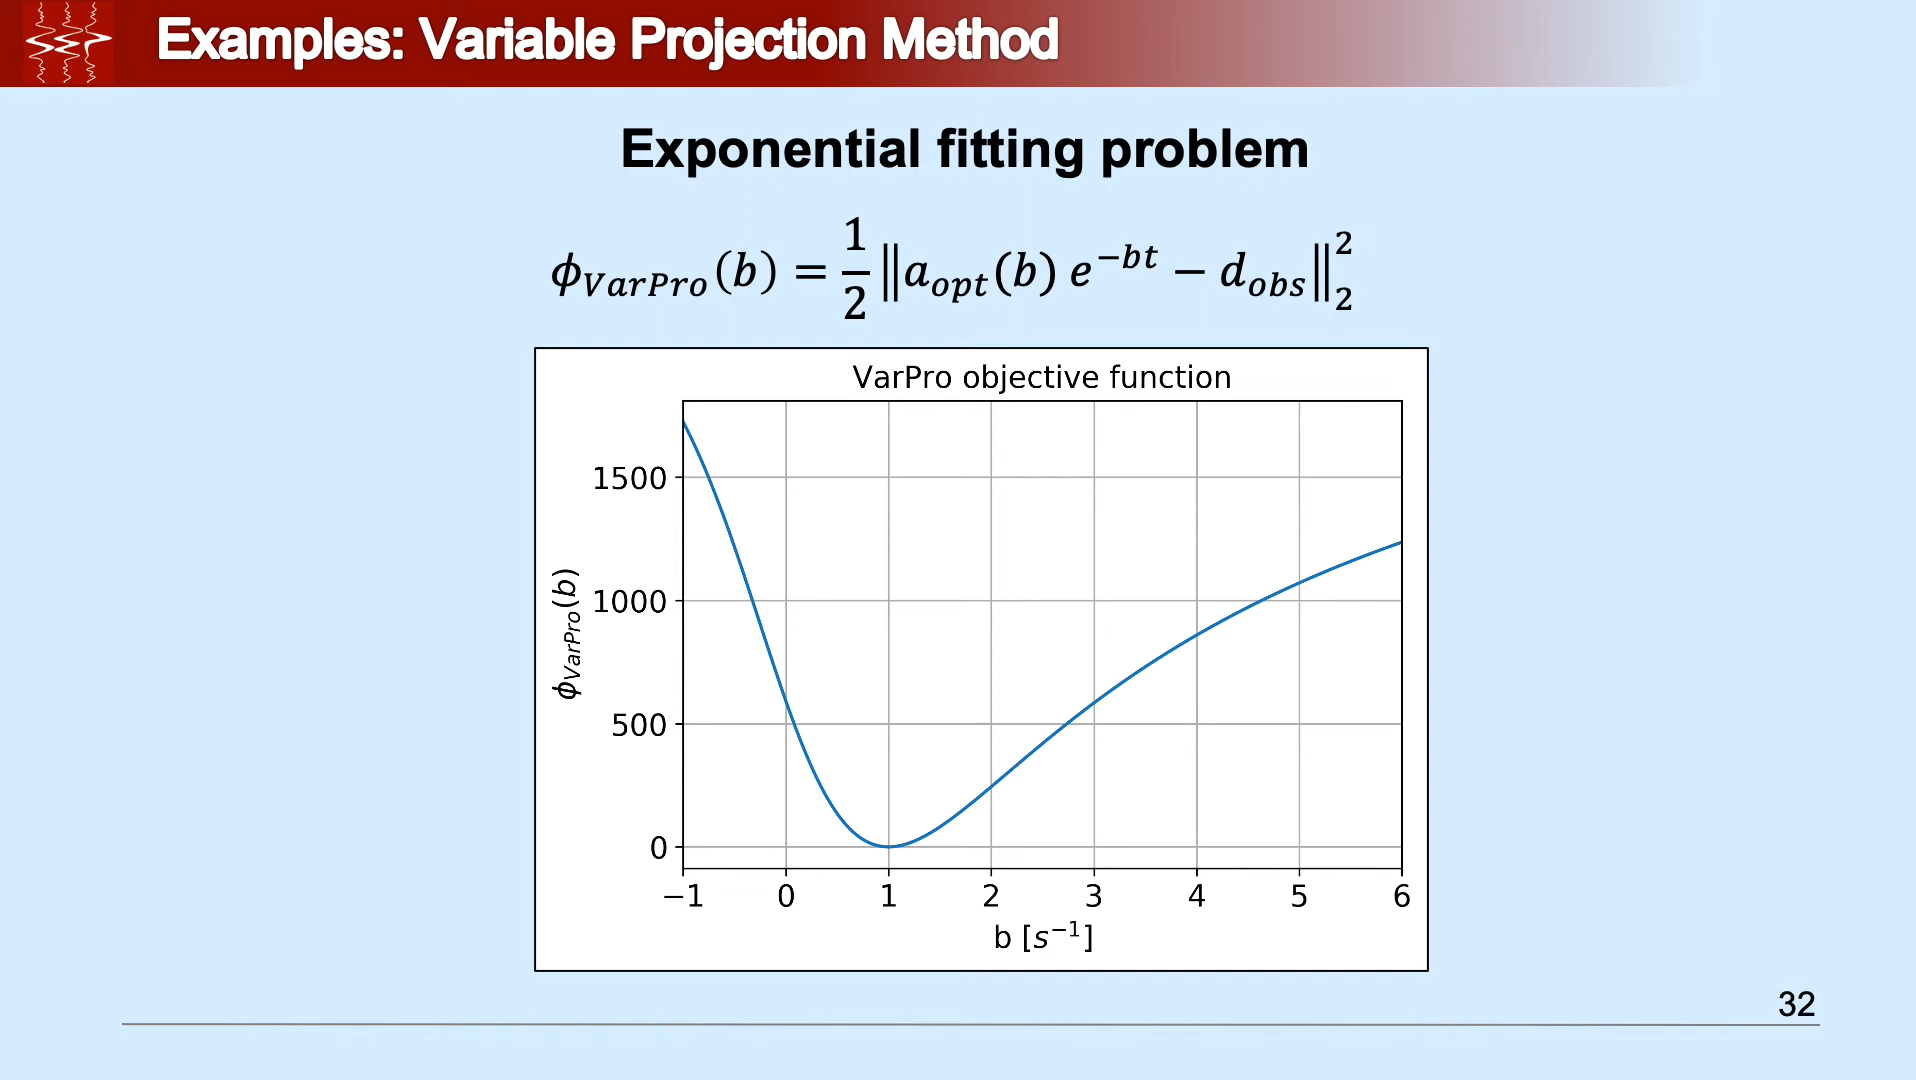 Examples: Variable Projection Method
Exponential fitting problem
𝜙_VarPro(b) = 1/2 ‖a_opt(b) e^{−bt} − d_obs‖_2^2
VarPro objective function
1500
1000
500
0
ϕ_VarPro(b)
−1 0 1 2 3 4 5 6
b [s^{−1}]
32